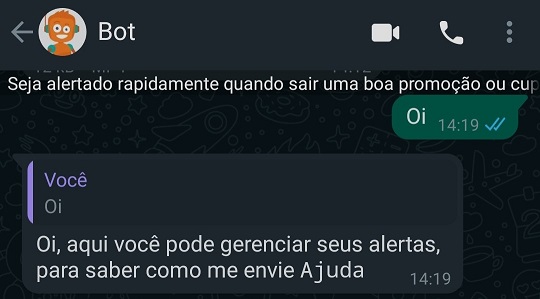 Bot
Seja alertado rapidamente quando sair uma boa promoção ou cup
Oi
14:19
Você
Oi
Oi, aqui você pode gerenciar seus alertas,
para saber como me envie Ajuda
14:19